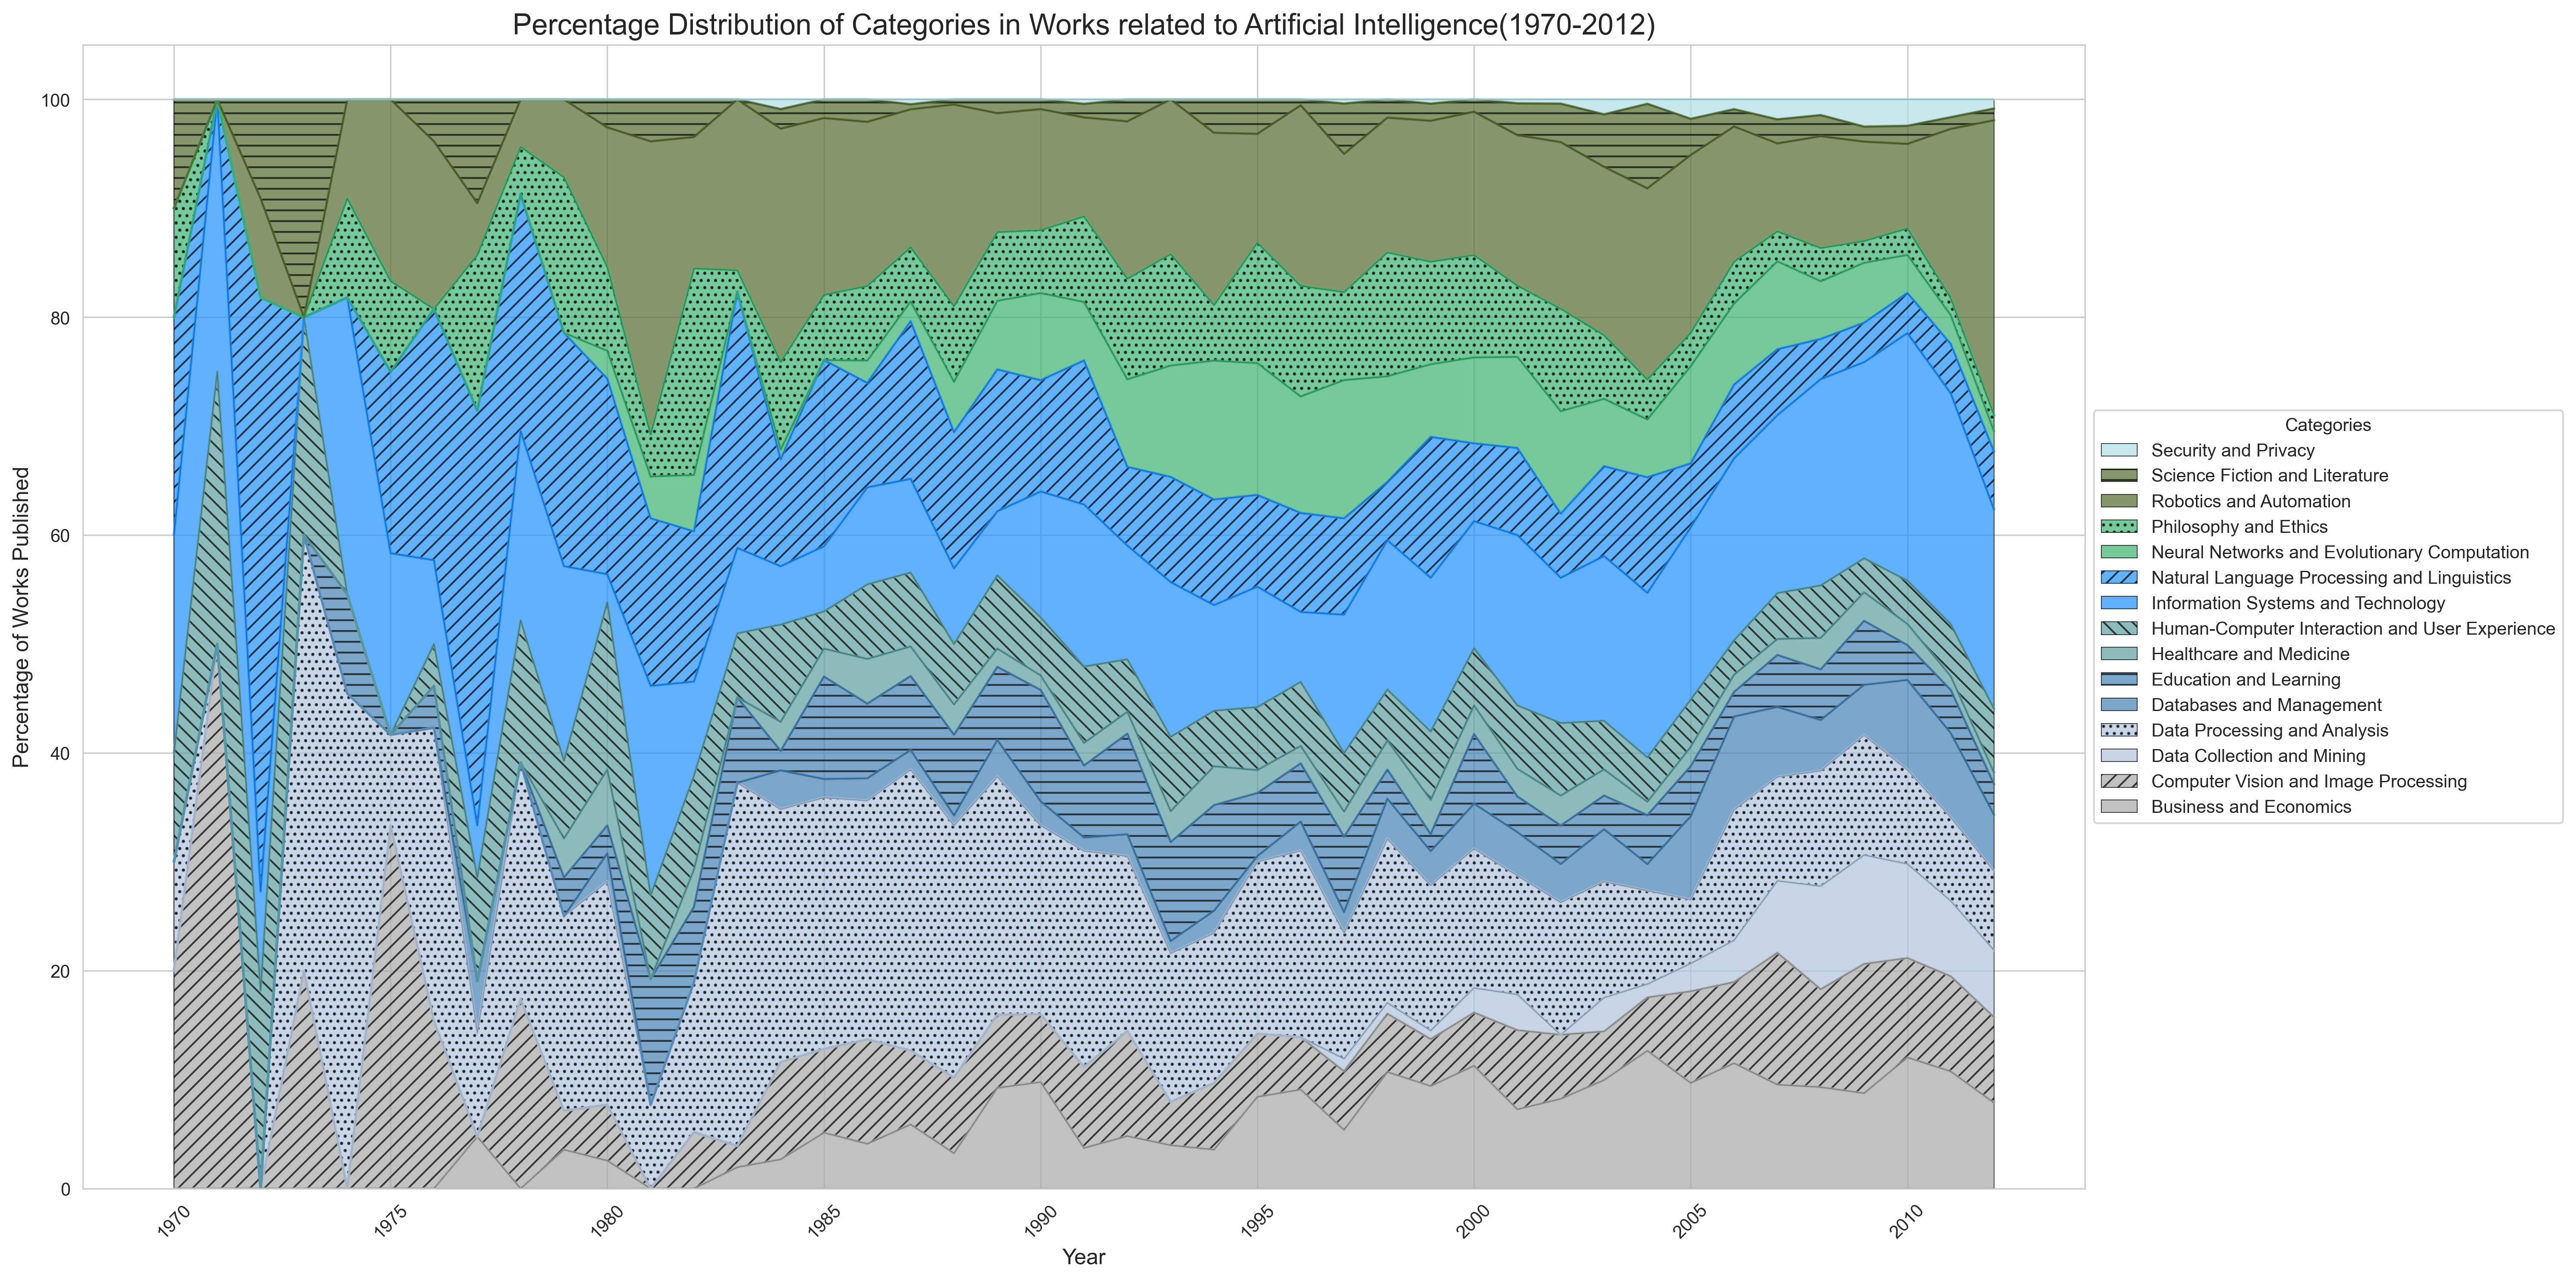 Percentage Distribution of Categories in Works related to Artificial Intelligence(1970-2012)
Percentage of Works Published
100
80
60
40
20
0
1970
1975
1980
1985
1990
1995
2000
2005
2010
Year
Categories
Security and Privacy
Science Fiction and Literature
Robotics and Automation
Philosophy and Ethics
Neural Networks and Evolutionary Computation
Natural Language Processing and Linguistics
Information Systems and Technology
Human-Computer Interaction and User Experience
Healthcare and Medicine
Education and Learning
Databases and Management
Data Processing and Analysis
Data Collection and Mining
Computer Vision and Image Processing
Business and Economics